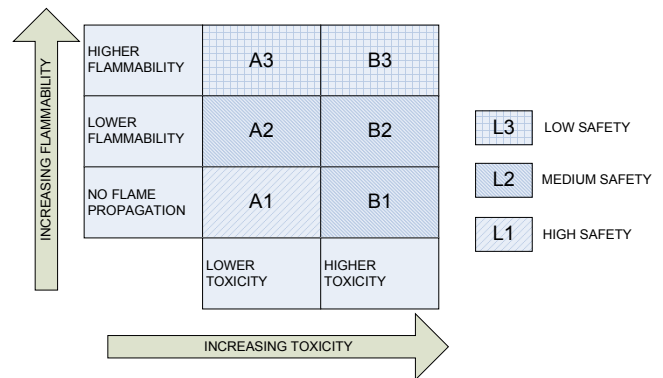 INCREASING FLAMMABILITY
HIGHER
FLAMMABILITY
A3
B3
LOWER
FLAMMABILITY
A2
B2
NO FLAME
PROPAGATION
A1
B1
LOWER
TOXICITY
HIGHER
TOXICITY
INCREASING TOXICITY
L3
LOW SAFETY
L2
MEDIUM SAFETY
L1
HIGH SAFETY